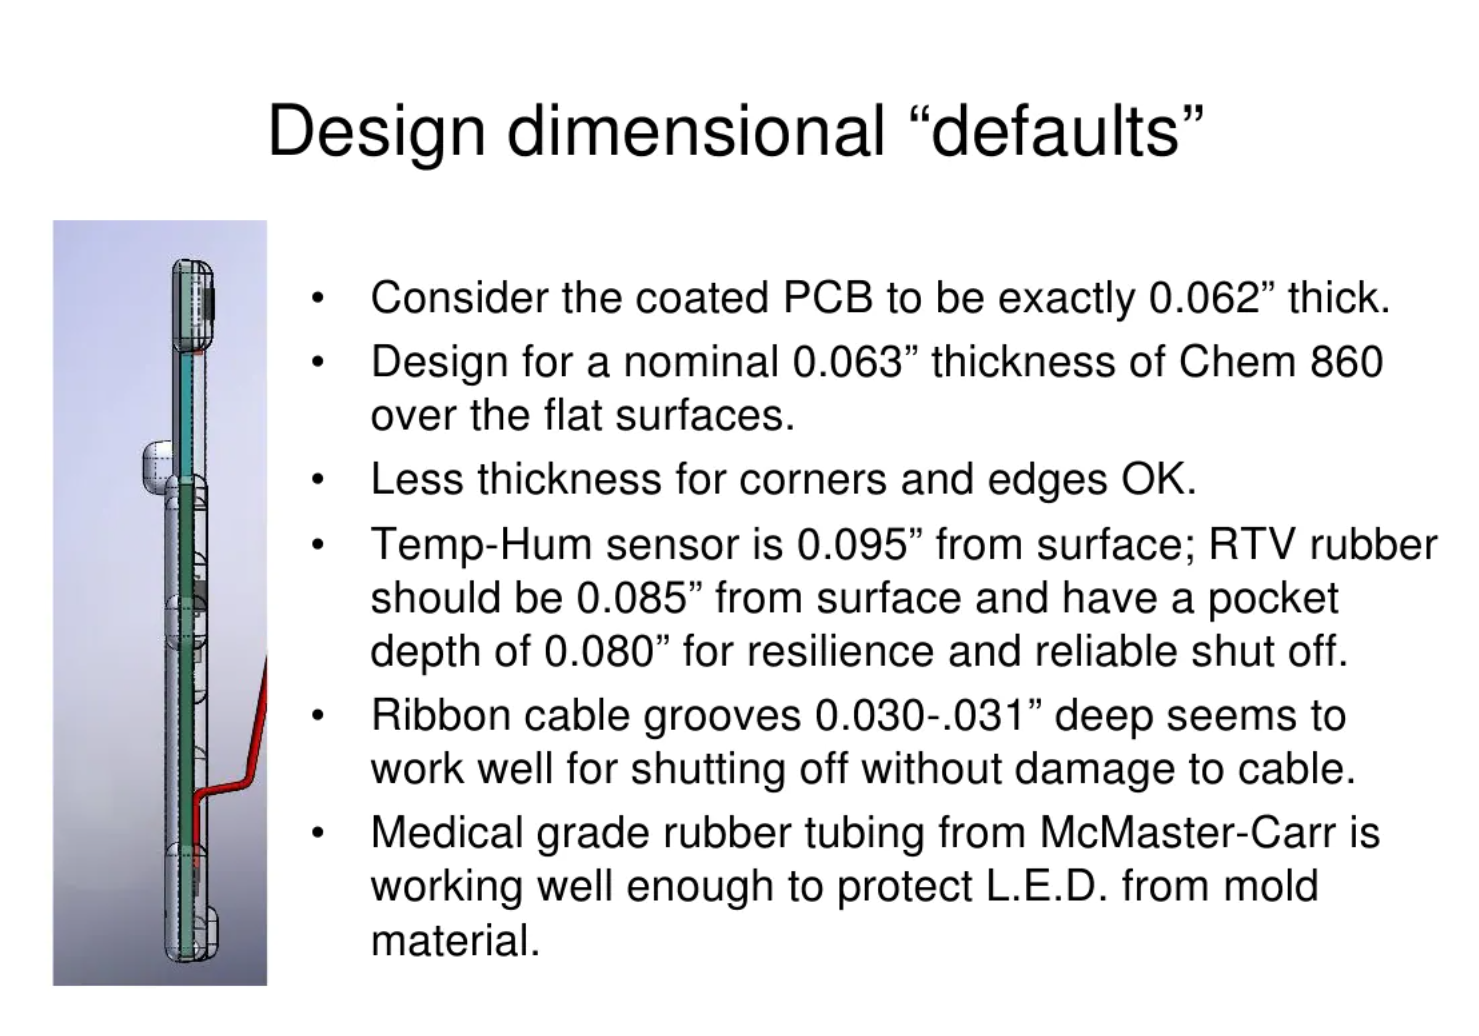 Design dimensional “defaults”
• Consider the coated PCB to be exactly 0.062” thick.
• Design for a nominal 0.063” thickness of Chem 860
over the flat surfaces.
• Less thickness for corners and edges OK.
• Temp-Hum sensor is 0.095” from surface; RTV rubber
should be 0.085” from surface and have a pocket
depth of 0.080” for resilience and reliable shut off.
• Ribbon cable grooves 0.030-.031” deep seems to
work well for shutting off without damage to cable.
• Medical grade rubber tubing from McMaster-Carr is
working well enough to protect L.E.D. from mold
material.